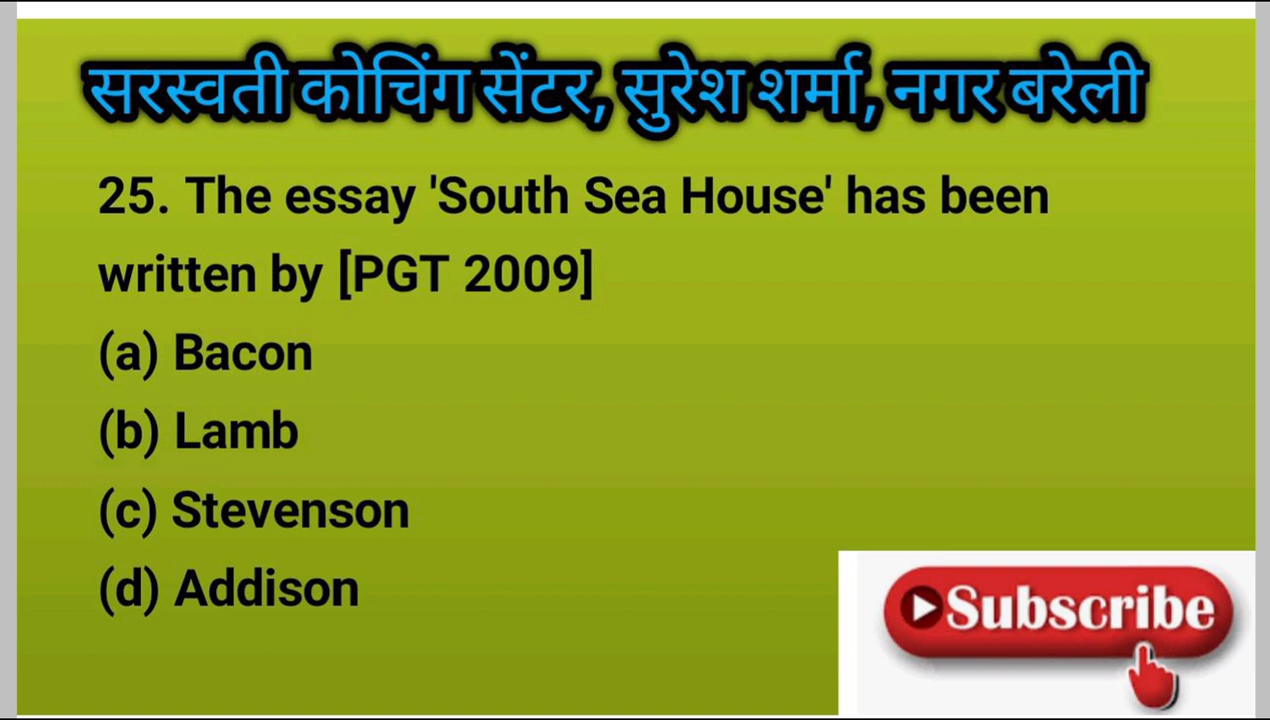 सरस्वती कोचिंग सेंटर, सुरेश शर्मा, नगर बरेली
25. The essay 'South Sea House' has been
written by [PGT 2009]
(a) Bacon
(b) Lamb
(c) Stevenson
(d) Addison
Subscribe